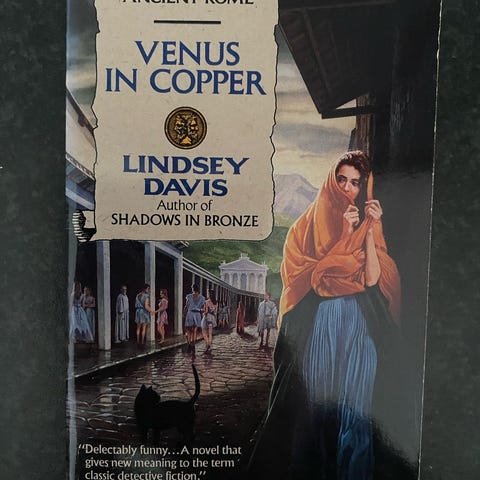 ANCIENT ROME
VENUS
IN COPPER
LINDSEY
DAVIS
Author of
SHADOWS IN BRONZE
"Delectably funny...A novel that
gives new meaning to the term
classic detective fiction."